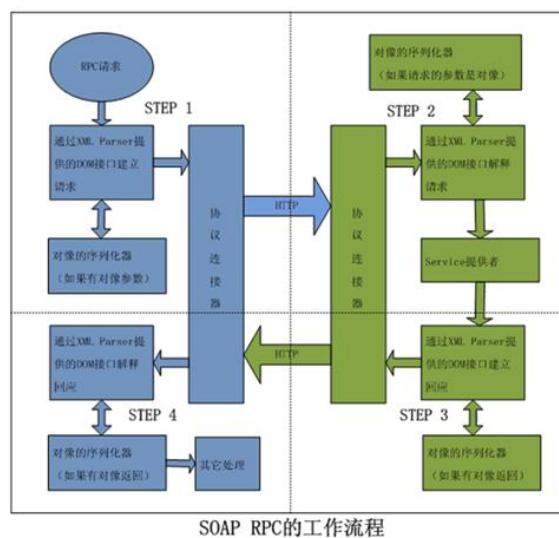 RPC请求
STEP 1
通过XML Parser提
供的DOM接口建立
请求
对像的序列化器
（如果有对像参数）
协议连接器
HTTP
对像的序列化器
（如果请求的参数是对像）
STEP 2
通过XML Parser提
供的DOM接口解释
请求
协议连接器
Service提供者
通过XML Parser提
供的DOM接口建立
回应
STEP 3
对像的序列化器
（如果有对像返回）
HTTP
通过XML Parser提
供的DOM接口解释
回应
STEP 4
对像的序列化器
（如果有对像返回）
其它处理
SOAP RPC的工作流程